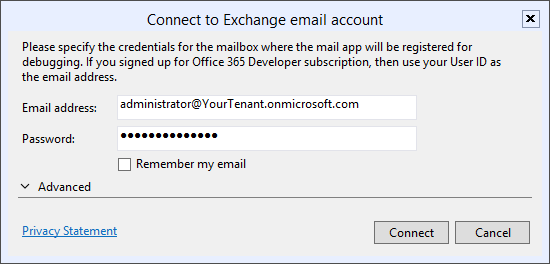 Connect to Exchange email account
Please specify the credentials for the mailbox where the mail app will be registered for
debugging. If you signed up for Office 365 Developer subscription, then use your User ID as
the email address.
Email address: administrator@YourTenant.onmicrosoft.com
Password: ●●●●●●●●●●●●●●
Remember my email
Advanced
Privacy Statement Connect Cancel